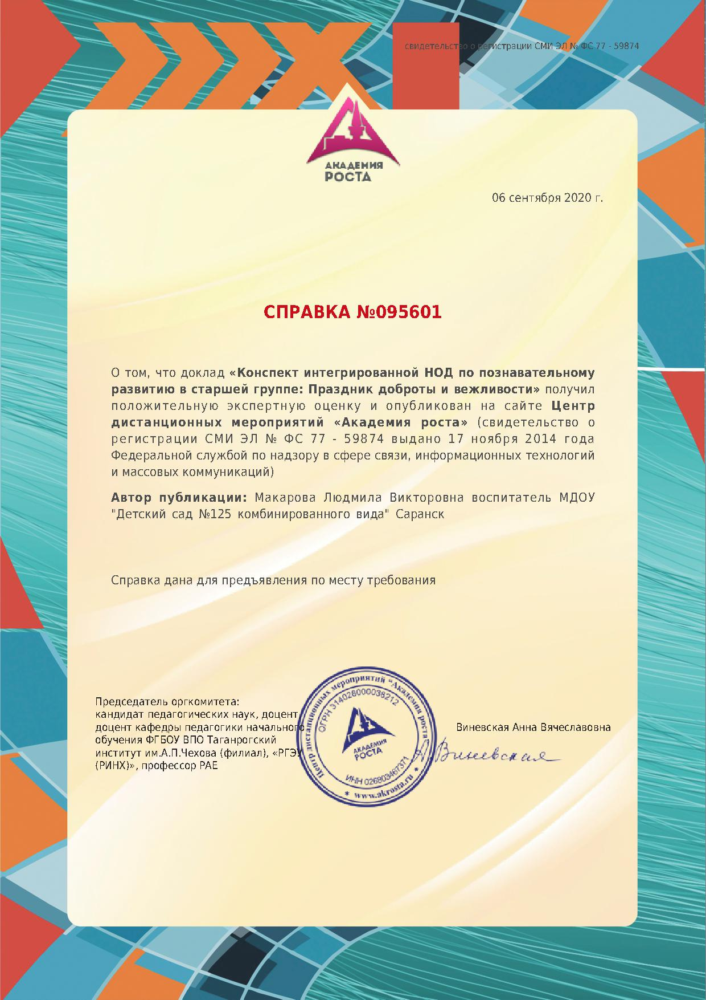 свидетельство о регистрации СМИ ЭЛ № ФС 77 - 59874
АКАДЕМИЯ
РОСТА
06 сентября 2020 г.
СПРАВКА №095601
О том, что доклад «Конспект интегрированной НОД по познавательному
развитию в старшей группе: Праздник доброты и вежливости» получил
положительную экспертную оценку и опубликован на сайте Центр
дистанционных мероприятий «Академия роста» (свидетельство о
регистрации СМИ ЭЛ № ФС 77 - 59874 выдано 17 ноября 2014 года
Федеральной службой по надзору в сфере связи, информационных технологий
и массовых коммуникаций)
Автор публикации: Макарова Людмила Викторовна воспитатель МДОУ
"Детский сад №125 комбинированного вида" Саранск
Справка дана для предъявления по месту требования
Председатель оргкомитета:
кандидат педагогических наук, доцент,
доцент кафедры педагогики начального
обучения ФГБОУ ВПО Таганрогский
институт им.А.П.Чехова (филиал), «РГЭУ
(РИНХ)», профессор РАЕ
Центр дистанционных мероприятий "Академия роста"
ОГРН 314028000038212
АКАДЕМИЯ
РОСТА
ИНН 026803467371
* www.akrosta.ru *
Виневская Анна Вячеславовна
А.Виневская